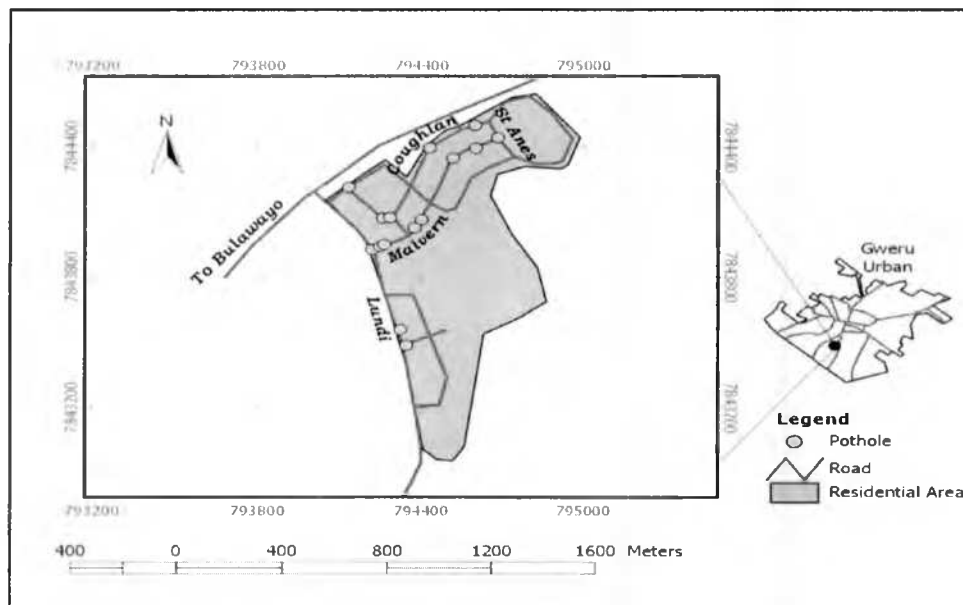 793200 793800 794400 795000
N
7844400
7844400
Coughlan
St Anes
To Bulawayo
Malvern
Gweru
Urban
7843800
7843800
Lundi
7843200
7843200
Legend
Pothole
Road
Residential Area
793200 793800 794400 795000
400 0 400 800 1200 1600 Meters